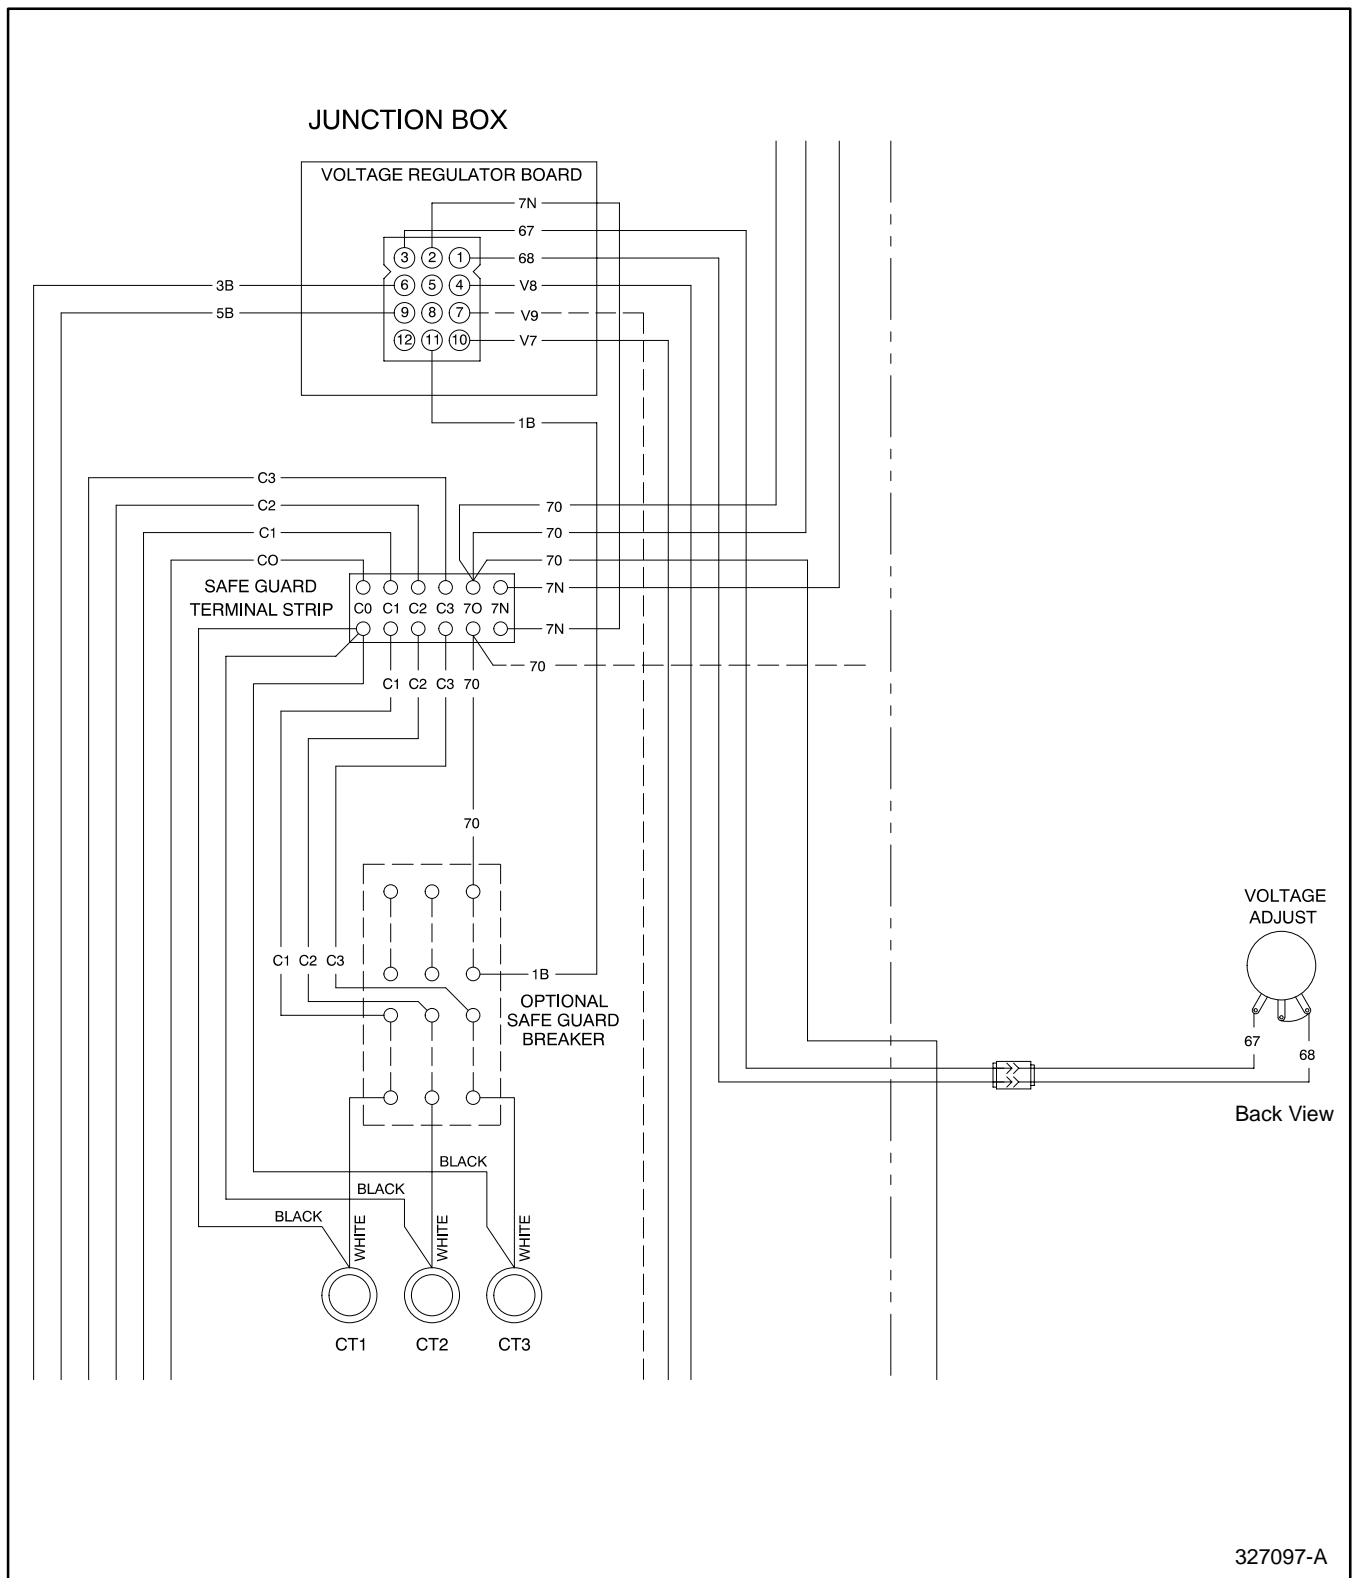 JUNCTION BOX
VOLTAGE REGULATOR BOARD
7N
67
3 2 1 68
3B 6 5 4 V8
5B 9 8 7 V9
12 11 10 V7
1B
C3
C2 70
C1 70
CO 70
SAFE GUARD
TERMINAL STRIP
7N
C0 C1 C2 C3 7O 7N
7N
70
C1 C2 C3 70
70
VOLTAGE
ADJUST
C1 C2 C3
1B
OPTIONAL
SAFE GUARD
BREAKER
67
68
Back View
BLACK
BLACK
BLACK
WHITE
WHITE
WHITE
CT1 CT2 CT3
327097-A